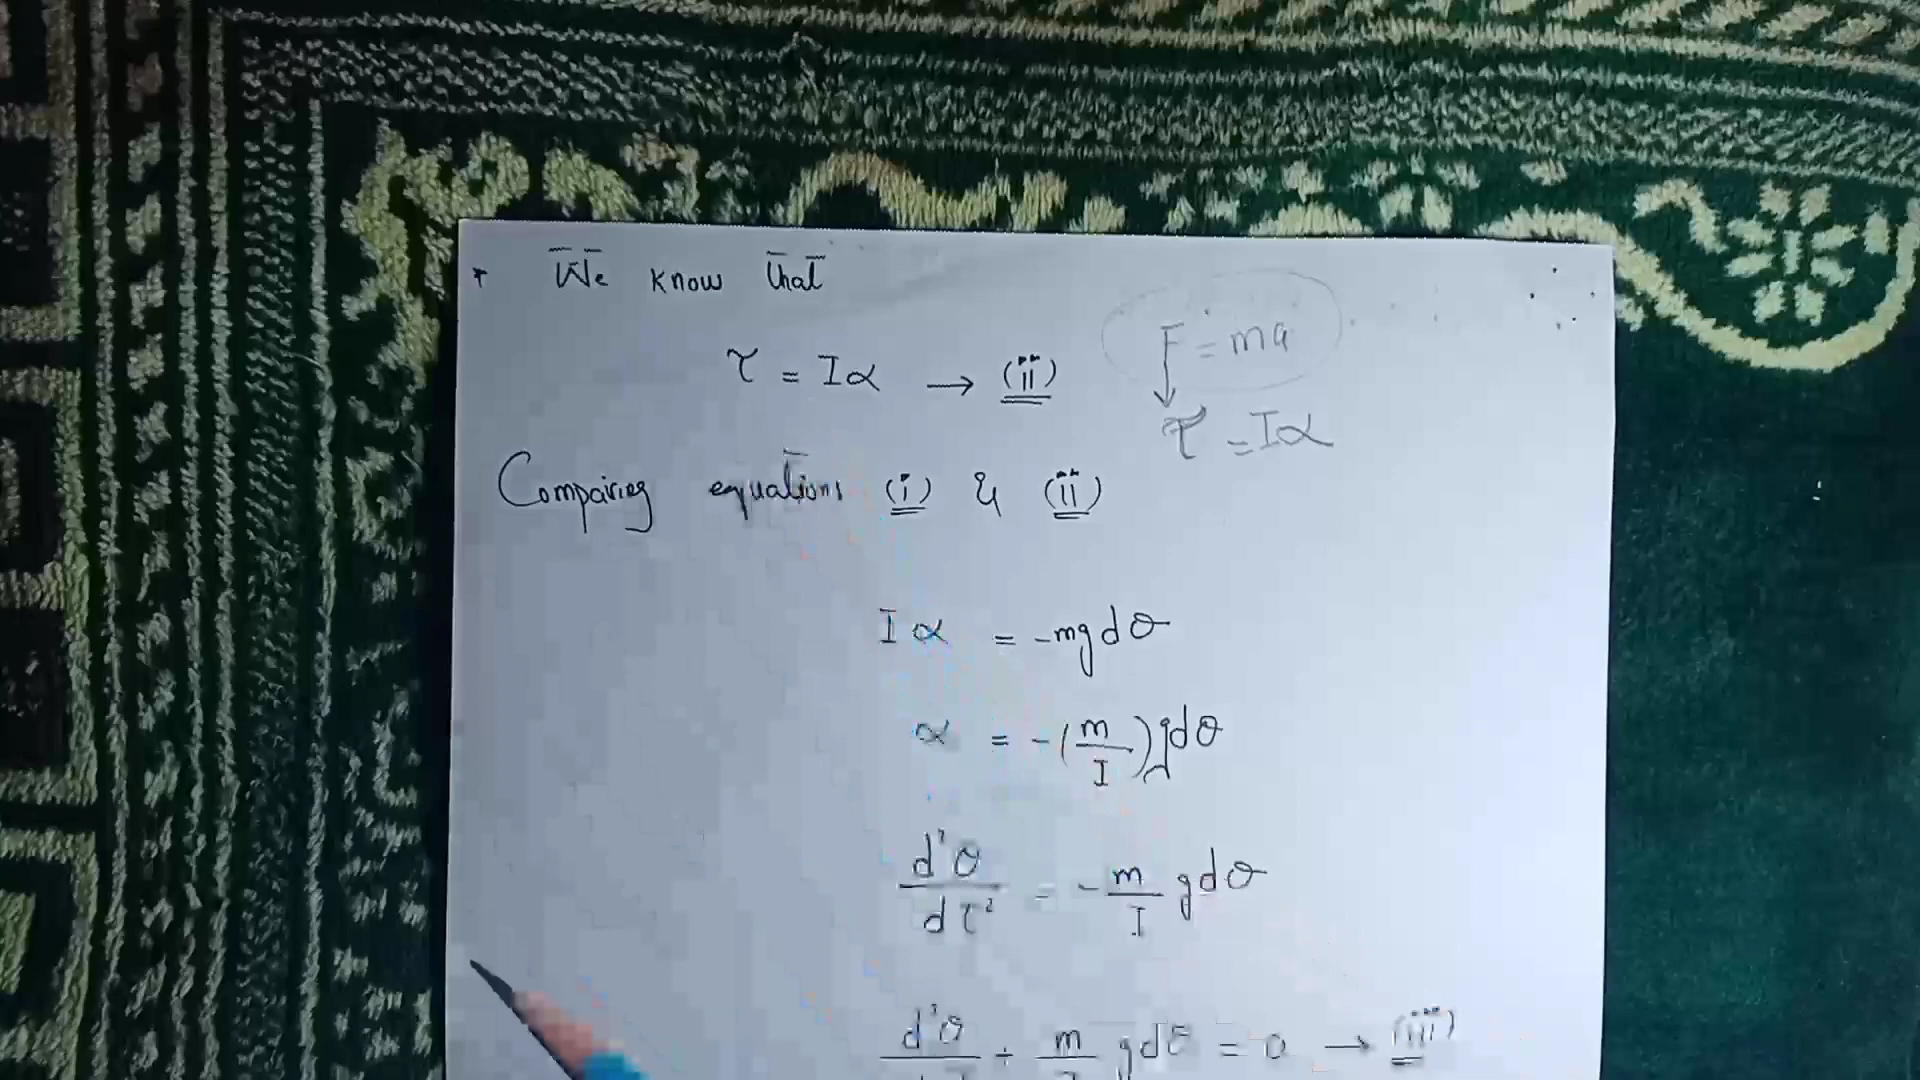 * We know that
τ = Iα → (ii)
F = ma
↓
τ = Iα
Comparing equations (i) & (ii)
Iα = -mgdθ
α = -(m/I)gdθ
d²θ/dt² = -m/I gdθ
d²θ/dt² + m/I gdθ = 0 → (iii)